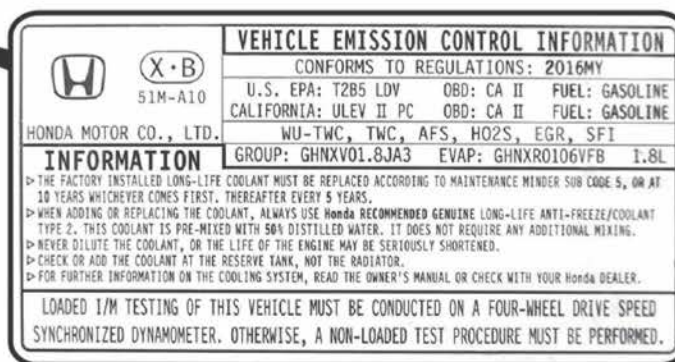 VEHICLE EMISSION CONTROL INFORMATION
X·B
51M-A10
HONDA MOTOR CO., LTD.
CONFORMS TO REGULATIONS: 2016MY
U.S. EPA: T2B5 LDV OBD: CA II FUEL: GASOLINE
CALIFORNIA: ULEV II PC OBD: CA II FUEL: GASOLINE
WU-TWC, TWC, AFS, HO2S, EGR, SFI
GROUP: GHNXV01.8JA3 EVAP: GHNXR0106VFB 1.8L
INFORMATION
▷THE FACTORY INSTALLED LONG-LIFE COOLANT MUST BE REPLACED ACCORDING TO MAINTENANCE MINDER SUB CODE 5, OR AT
10 YEARS WHICHEVER COMES FIRST. THEREAFTER EVERY 5 YEARS.
▷WHEN ADDING OR REPLACING THE COOLANT, ALWAYS USE Honda RECOMMENDED GENUINE LONG-LIFE ANTI-FREEZE/COOLANT
TYPE 2. THIS COOLANT IS PRE-MIXED WITH 50% DISTILLED WATER. IT DOES NOT REQUIRE ANY ADDITIONAL MIXING.
▷NEVER DILUTE THE COOLANT, OR THE LIFE OF THE ENGINE MAY BE SERIOUSLY SHORTENED.
▷CHECK OR ADD THE COOLANT AT THE RESERVE TANK, NOT THE RADIATOR.
▷FOR FURTHER INFORMATION ON THE COOLING SYSTEM, READ THE OWNER'S MANUAL OR CHECK WITH YOUR Honda DEALER.
LOADED I/M TESTING OF THIS VEHICLE MUST BE CONDUCTED ON A FOUR-WHEEL DRIVE SPEED
SYNCHRONIZED DYNAMOMETER. OTHERWISE, A NON-LOADED TEST PROCEDURE MUST BE PERFORMED.